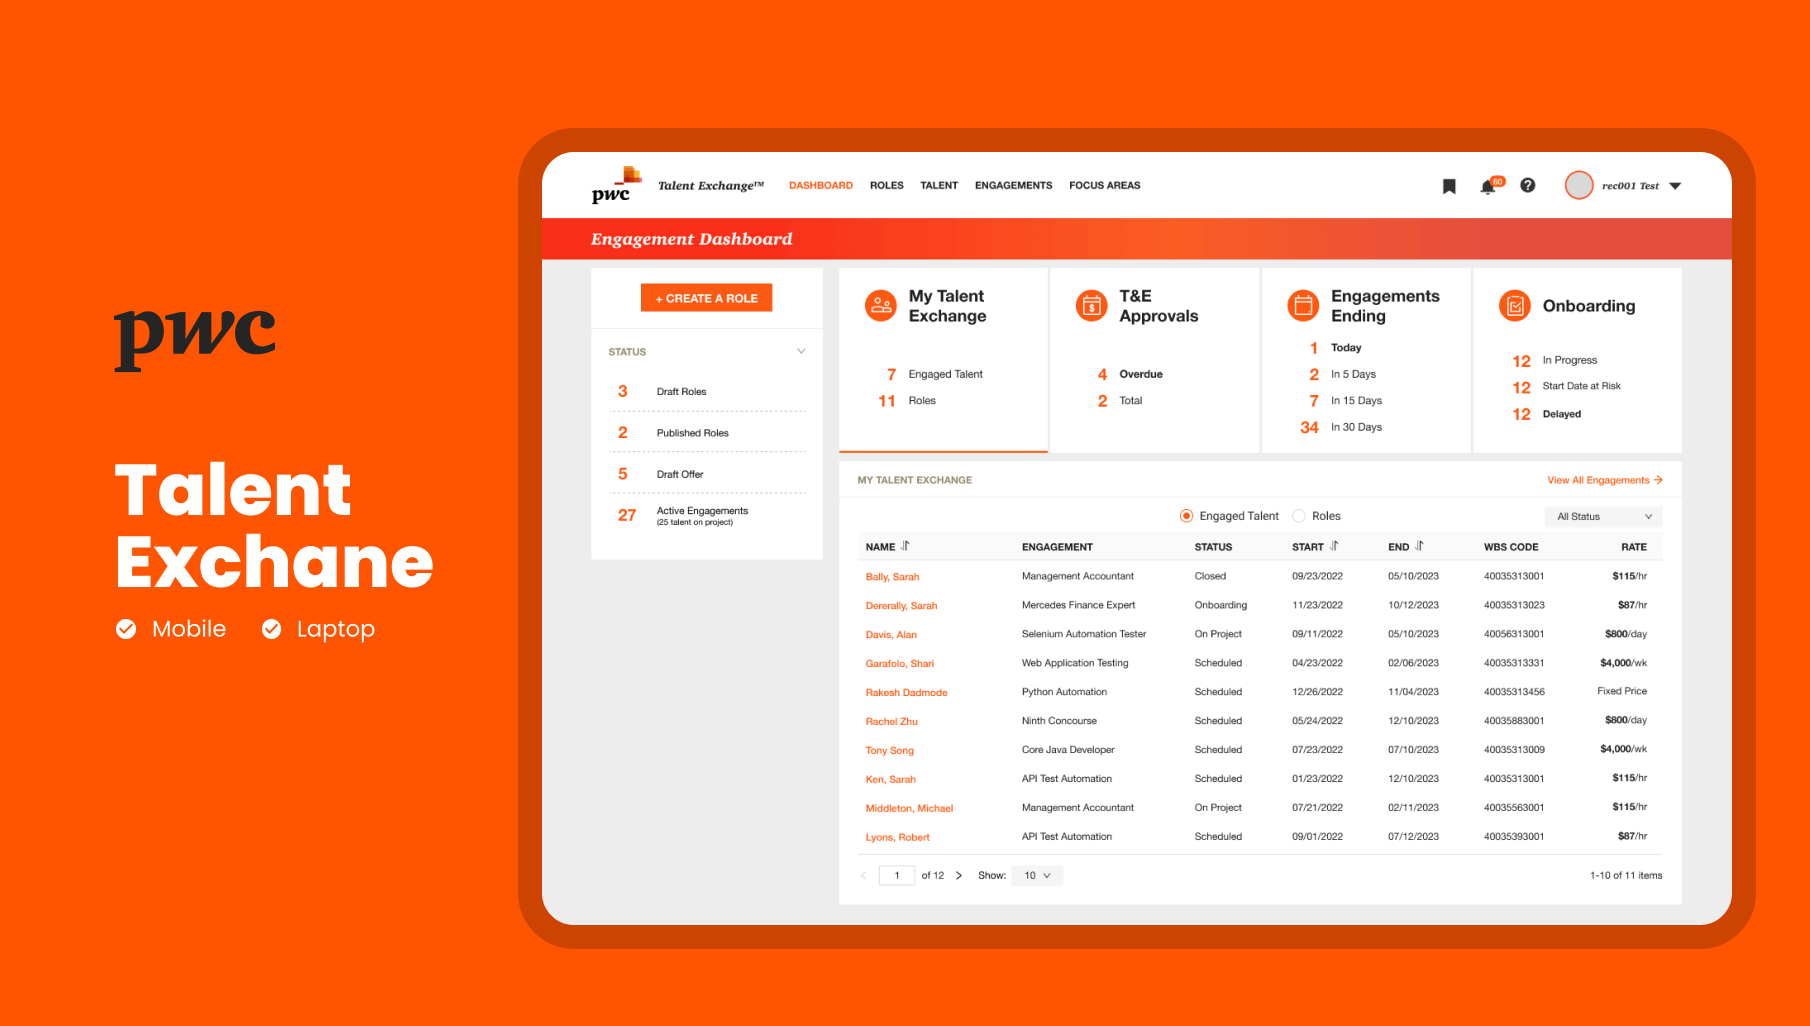 pwc
Talent
Exchane
Mobile
Laptop
pwc
Talent Exchange™
DASHBOARD
ROLES
TALENT
ENGAGEMENTS
FOCUS AREAS
60
?
rec001 Test
Engagement Dashboard
+ CREATE A ROLE
STATUS
3 Draft Roles
2 Published Roles
5 Draft Offer
27 Active Engagements
(25 talent on project)
My Talent
Exchange
7 Engaged Talent
11 Roles
$
T&E
Approvals
4 Overdue
2 Total
Engagements
Ending
1 Today
2 In 5 Days
7 In 15 Days
34 In 30 Days
Onboarding
12 In Progress
12 Start Date at Risk
12 Delayed
MY TALENT EXCHANGE
View All Engagements
Engaged Talent
Roles
All Status
NAME ENGAGEMENT STATUS START END WBS CODE RATE
Bally, Sarah Management Accountant Closed 09/23/2022 05/10/2023 40035313001 $115/hr
Dererally, Sarah Mercedes Finance Expert Onboarding 11/23/2022 10/12/2023 40035313023 $87/hr
Davis, Alan Selenium Automation Tester On Project 09/11/2022 05/10/2023 40056313001 $800/day
Garafolo, Shari Web Application Testing Scheduled 04/23/2022 02/06/2023 40035313331 $4,000/wk
Rakesh Dadmode Python Automation Scheduled 12/26/2022 11/04/2023 40035313456 Fixed Price
Rachel Zhu Ninth Concourse Scheduled 05/24/2022 12/10/2023 40035883001 $800/day
Tony Song Core Java Developer Scheduled 07/23/2022 07/10/2023 40035313009 $4,000/wk
Ken, Sarah API Test Automation Scheduled 01/23/2022 12/10/2023 40035313001 $115/hr
Middleton, Michael Management Accountant On Project 07/21/2022 02/11/2023 40035563001 $115/hr
Lyons, Robert API Test Automation Scheduled 09/01/2022 07/12/2023 40035393001 $87/hr
1 of 12 Show: 10
1-10 of 11 items